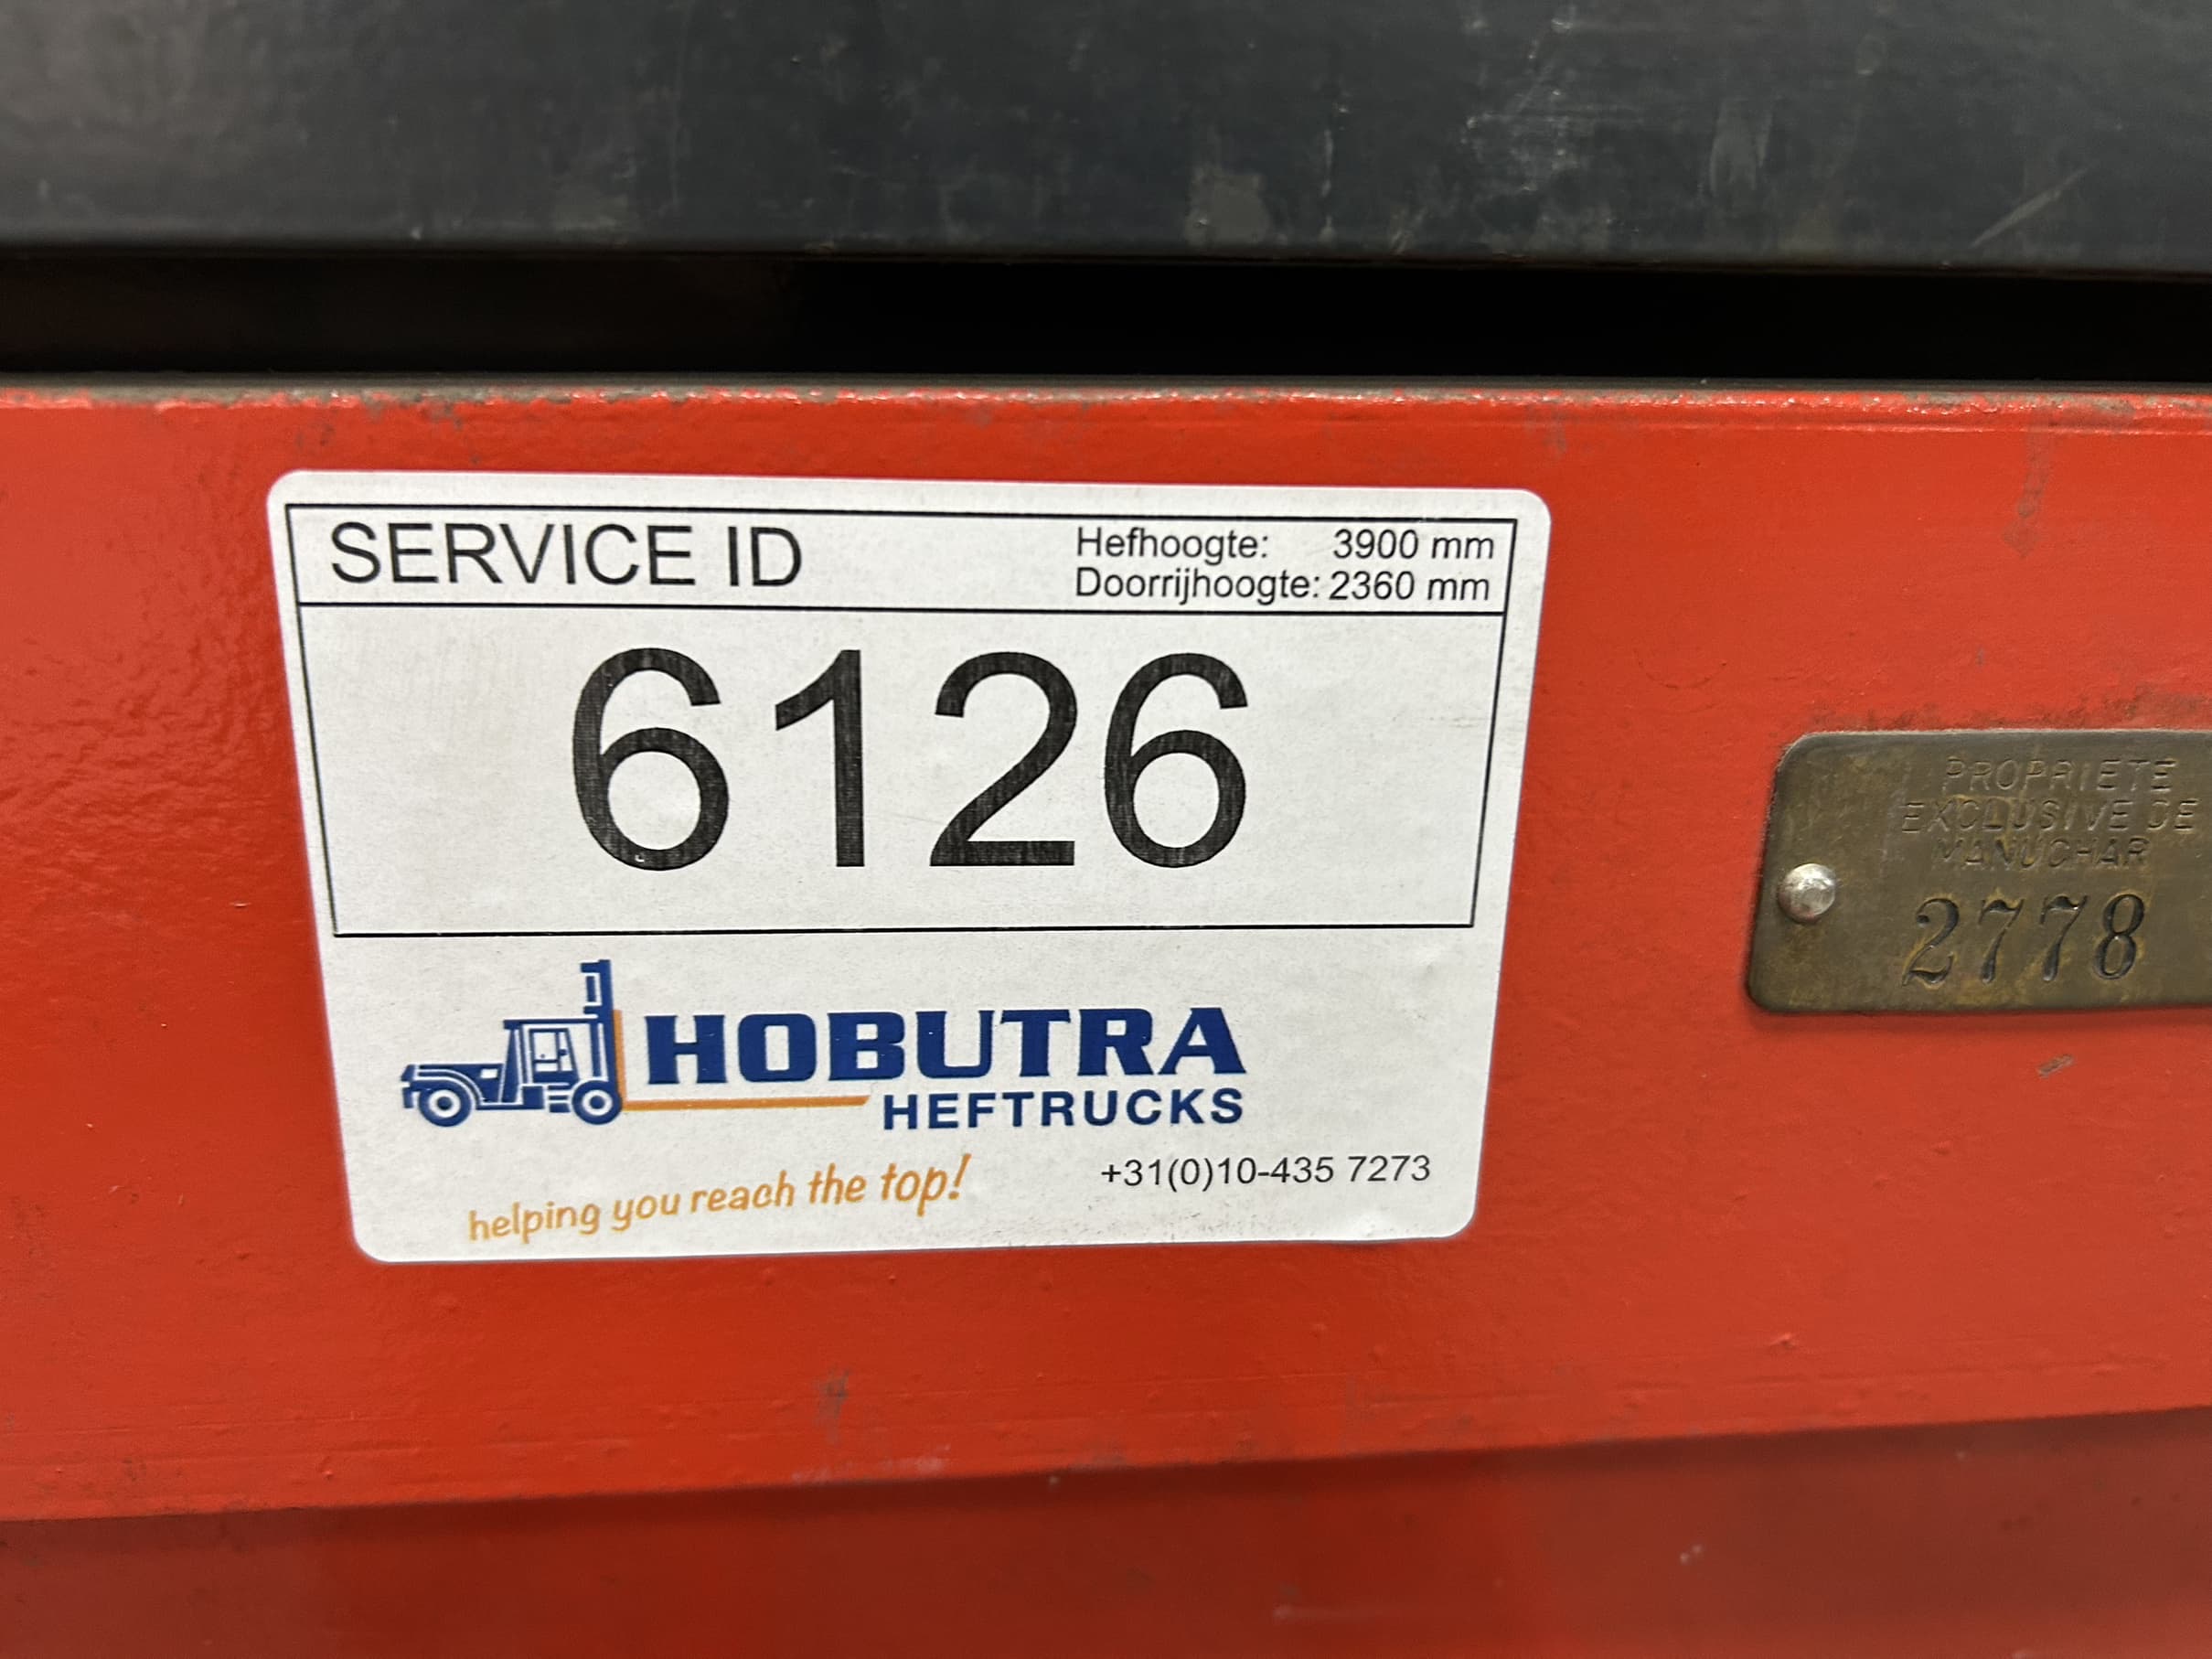 SERVICE ID
Hefhoogte: 3900 mm
Doorrijhoogte: 2360 mm
6126
HOBUTRA
HEFTRUCKS
helping you reach the top!
+31(0)10-435 7273
PROPRIETE
EXCLUSIVE DE
MANUCHAR
2778